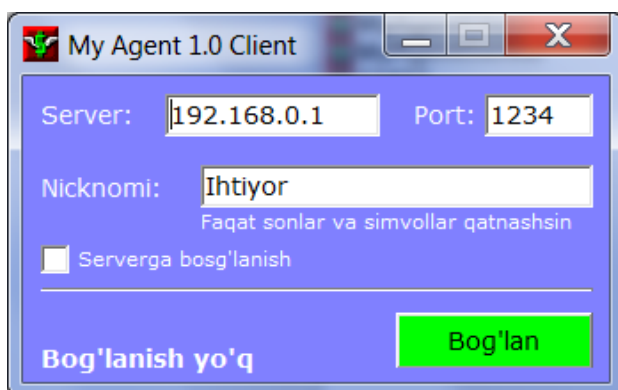 My Agent 1.0 Client
Server: 192.168.0.1 Port: 1234
Nicknomi: Ihtiyor
Faqat sonlar va simvollar qatnashsin
Serverga bosg'lanish
Bog'lanish yo'q Bog'lan